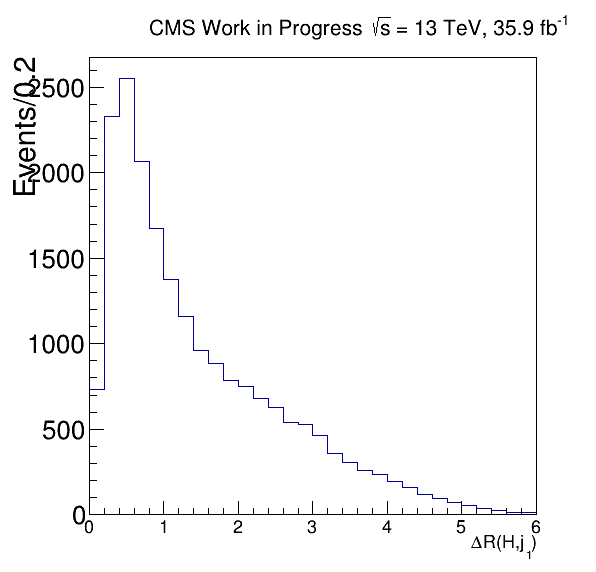 CMS Work in Progress √s = 13 TeV, 35.9 fb⁻¹
Events/0.2
2500
2000
1500
1000
500
0
0 1 2 3 4 5 6
ΔR(H,j₁)